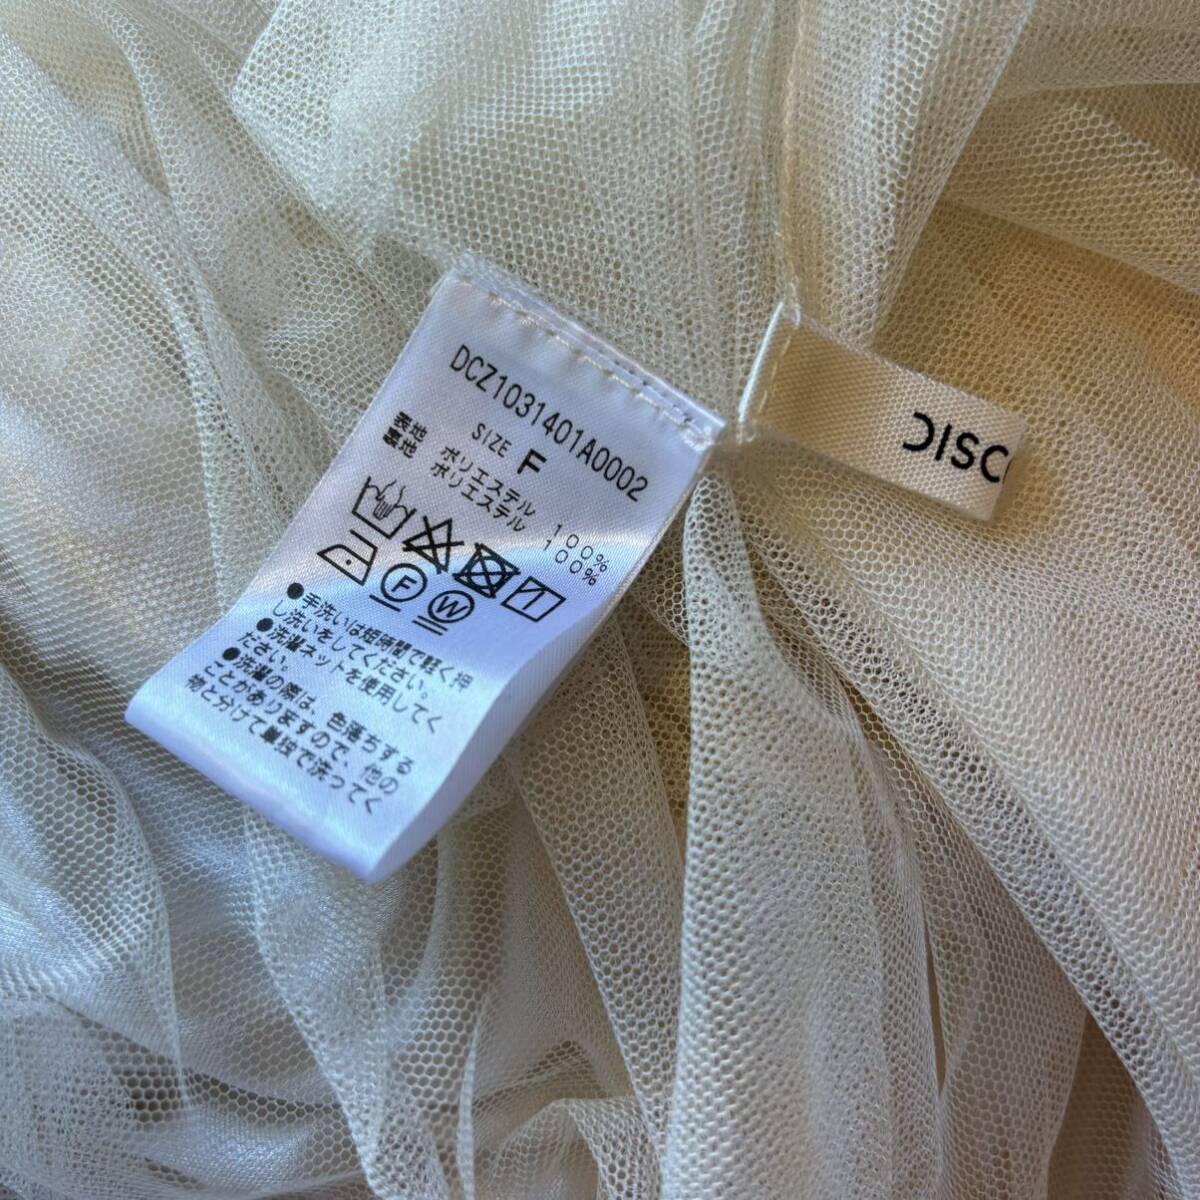 DCZ1031401A0002
SIZE F
表地 ポリエステル 100%
裏地 ポリエステル 100%
F
W
●手洗いは短時間で軽く押
し洗いをしてください。
●洗濯ネットを使用してく
ださい。
●洗濯の際は、色落ちする
ことがありますので、他の
物と分けて単独で洗ってく
DISC